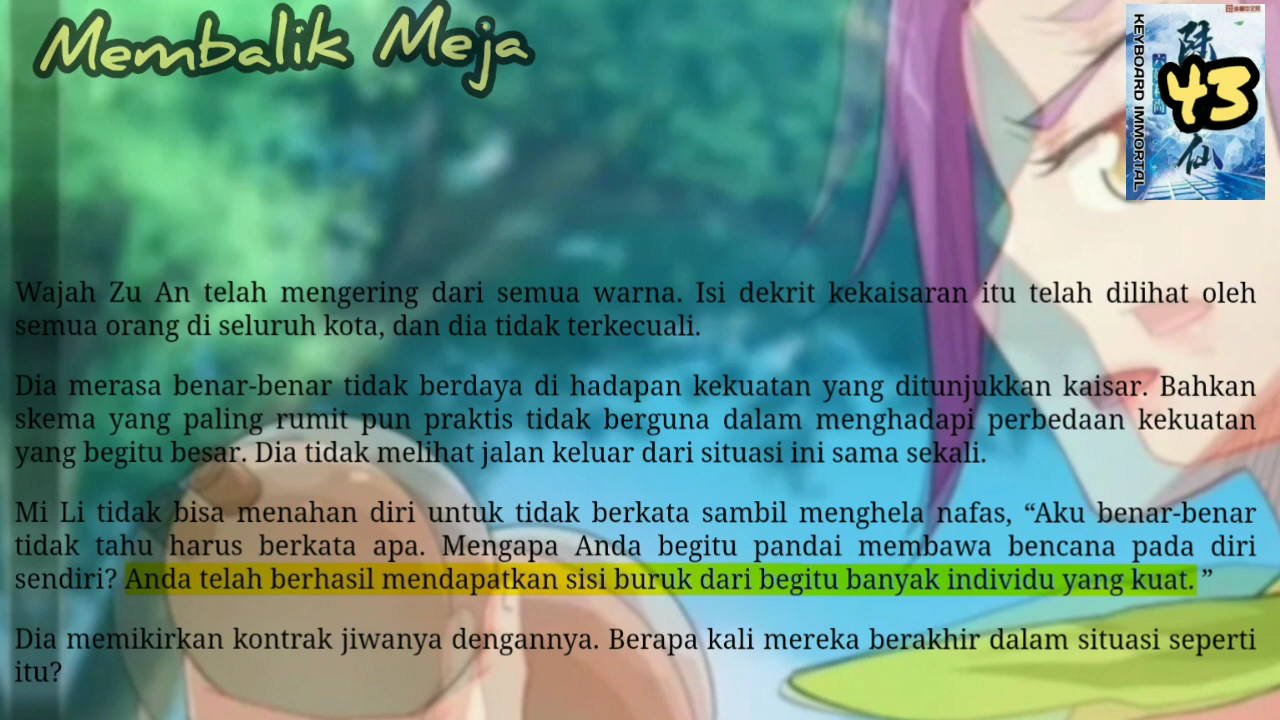 Membalik Meja
43
KEYBOARD IMMORTAL
陆
仙
Wajah Zu An telah mengering dari semua warna. Isi dekrit kekaisaran itu telah dilihat oleh
semua orang di seluruh kota, dan dia tidak terkecuali.
Dia merasa benar-benar tidak berdaya di hadapan kekuatan yang ditunjukkan kaisar. Bahkan
skema yang paling rumit pun praktis tidak berguna dalam menghadapi perbedaan kekuatan
yang begitu besar. Dia tidak melihat jalan keluar dari situasi ini sama sekali.
Mi Li tidak bisa menahan diri untuk tidak berkata sambil menghela nafas, “Aku benar-benar
tidak tahu harus berkata apa. Mengapa Anda begitu pandai membawa bencana pada diri
sendiri? Anda telah berhasil mendapatkan sisi buruk dari begitu banyak individu yang kuat. ”
Dia memikirkan kontrak jiwanya dengannya. Berapa kali mereka berakhir dalam situasi seperti
itu?